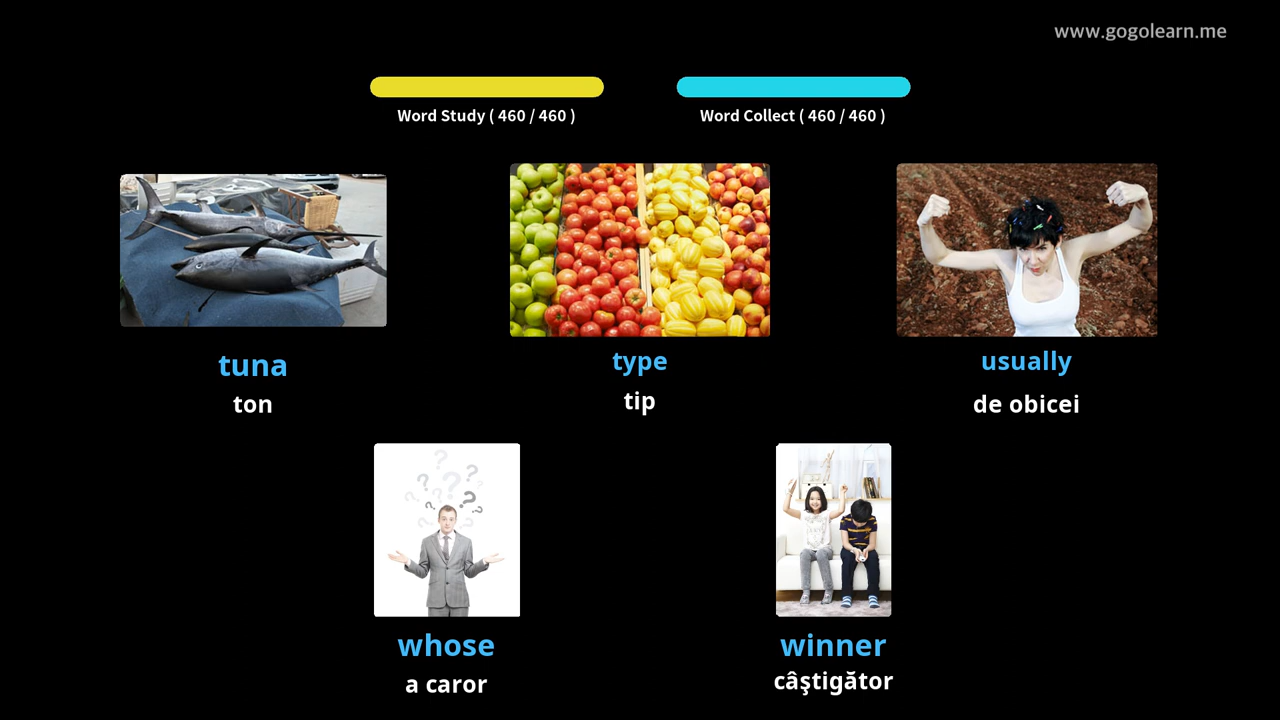 www.gogolearn.me
Word Study ( 460 / 460 )
Word Collect ( 460 / 460 )
tuna
ton
type
tip
usually
de obicei
whose
a caror
winner
câştigător